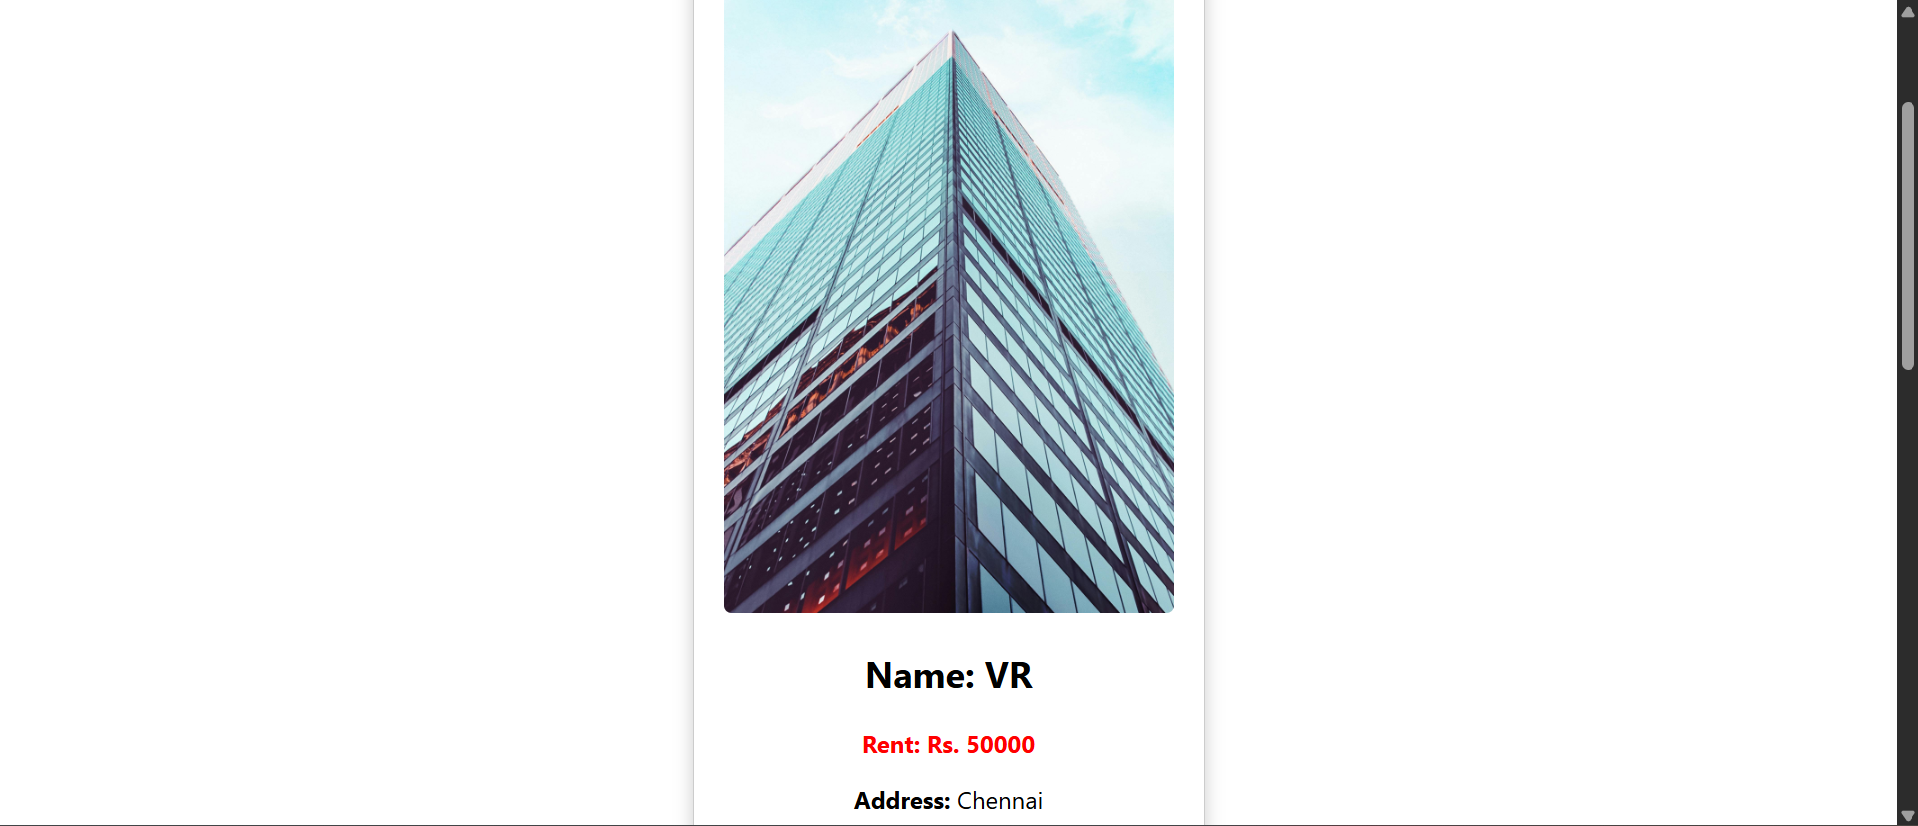 Name: VR
Rent: Rs. 50000
Address: Chennai